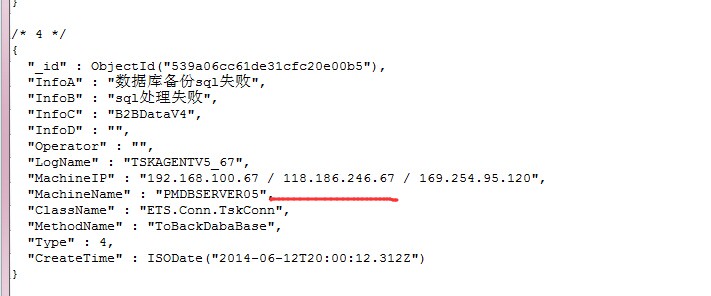 }
/* 4 */
{
"_id" : ObjectId("539a06cc61de31cfc20e00b5"),
"InfoA" : "数据库备份sql失败",
"InfoB" : "sql处理失败",
"InfoC" : "B2BDataV4",
"InfoD" : "",
"Operator" : "",
"LogName" : "TSKAGENTV5_67",
"MachineIP" : "192.168.100.67 / 118.186.246.67 / 169.254.95.120",
"MachineName" : "PMDBSERVER05",
"ClassName" : "ETS.Conn.TskConn",
"MethodName" : "ToBackDabaBase",
"Type" : 4,
"CreateTime" : ISODate("2014-06-12T20:00:12.312Z")
}